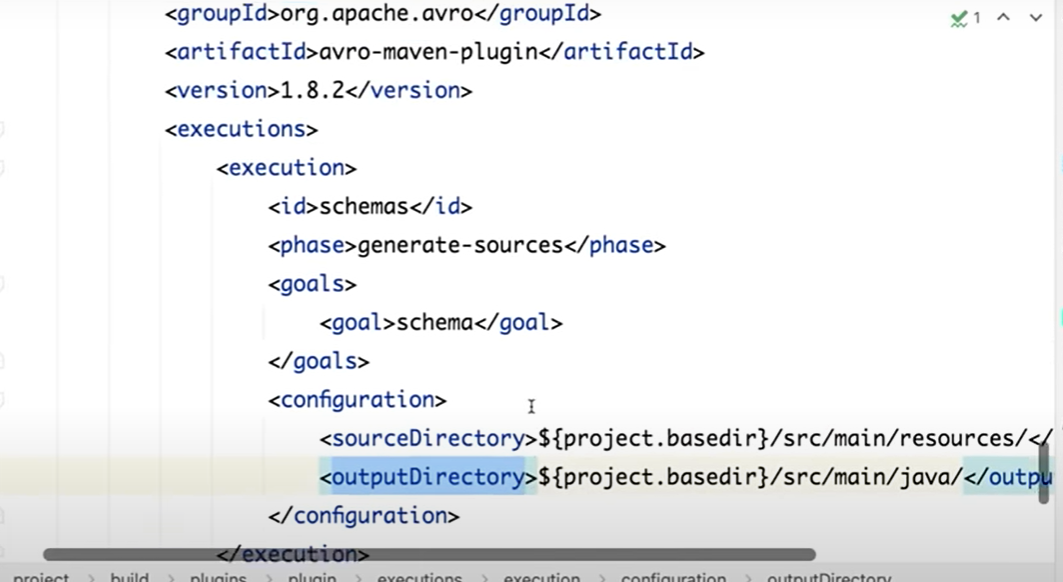 <groupId>org.apache.avro</groupId>
<artifactId>avro-maven-plugin</artifactId>
<version>1.8.2</version>
<executions>
<execution>
<id>schemas</id>
<phase>generate-sources</phase>
<goals>
<goal>schema</goal>
</goals>
<configuration>
<sourceDirectory>${project.basedir}/src/main/resources/</
<outputDirectory>${project.basedir}/src/main/java/</outpu
</configuration>
</execution>
project > build > plugins > plugin > executions > execution > configuration > outputDirectory
1